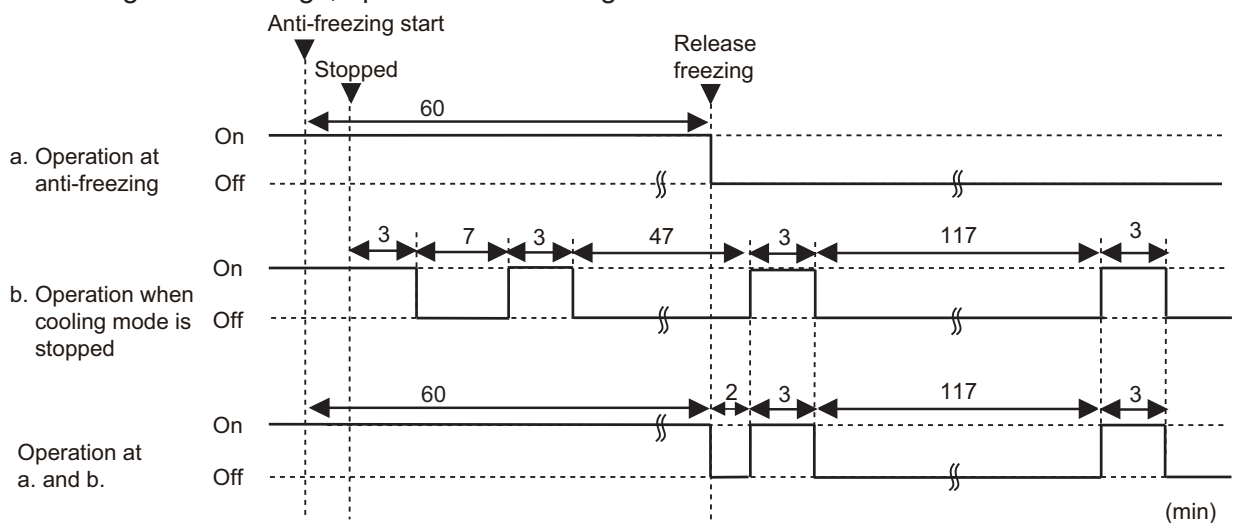 Anti-freezing start
Stopped
Release
freezing
60
On
a. Operation at
anti-freezing
Off
3 7 3 47 3 117 3
On
b. Operation when
cooling mode is
stopped
Off
60 2 3 117 3
On
Operation at
a. and b.
Off
(min)